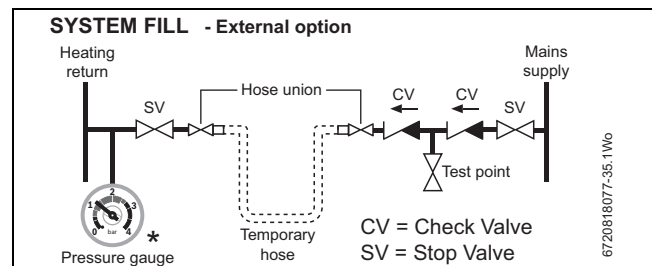 SYSTEM FILL - External option
Heating
return
Mains
supply
SV
Hose union
CV
CV
SV
Test point
0
1
2
3
4
bar
*
Pressure gauge
Temporary
hose
CV = Check Valve
SV = Stop Valve
6720818077-35.1Wo